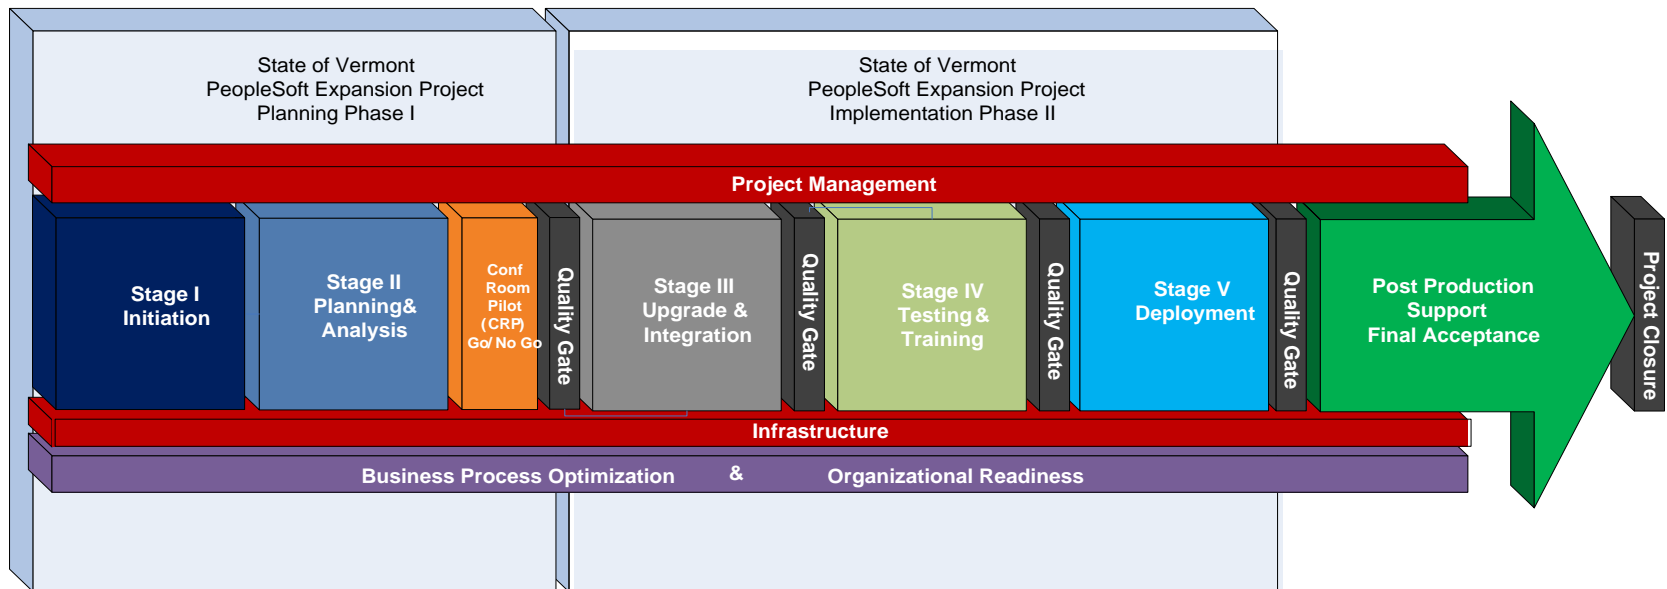 State of Vermont
PeopleSoft Expansion Project
Planning Phase I
State of Vermont
PeopleSoft Expansion Project
Implementation Phase II
Project Management
Stage I
Initiation
Stage II
Planning&
Analysis
Conf
Room
Pilot
(CRP)
Go/ No Go
Quality Gate
Stage III
Upgrade &
Integration
Quality Gate
Stage IV
Testing &
Training
Quality Gate
Stage V
Deployment
Quality Gate
Post Production
Support
Final Acceptance
Project Closure
Infrastructure
Business Process Optimization & Organizational Readiness